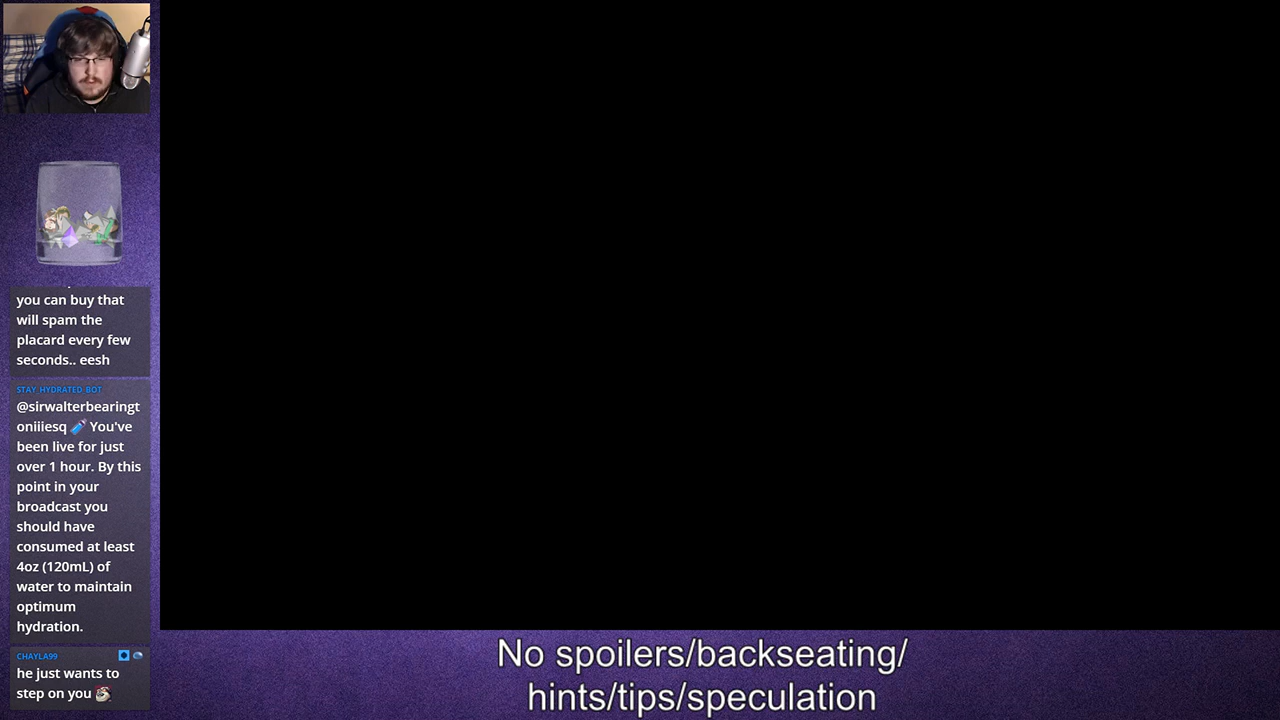 you can buy that
will spam the
placard every few
seconds.. eesh
STAY HYDRATED BOT
@sirwalterbearingt
oniiiesq You've
been live for just
over 1 hour. By this
point in your
broadcast you
should have
consumed at least
4oz (120mL) of
water to maintain
optimum
hydration.
CHAYLA99
he just wants to
step on you
No spoilers/backseating/
hints/tips/speculation